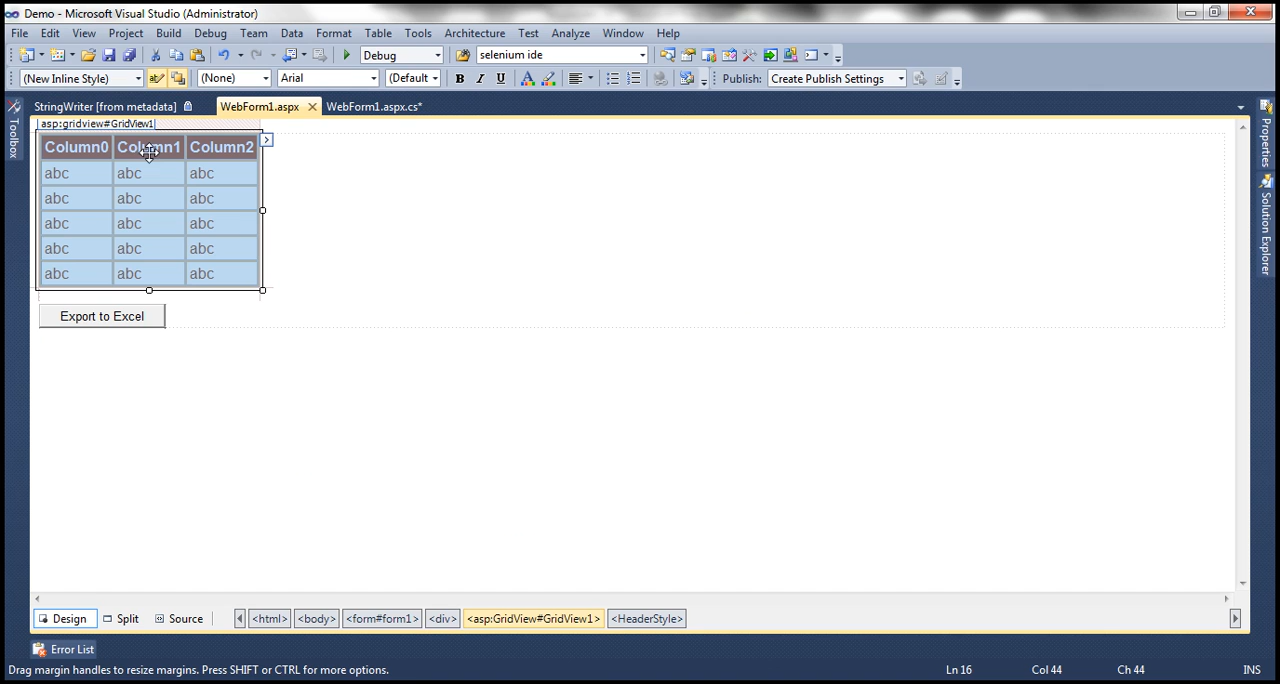 Demo - Microsoft Visual Studio (Administrator)
File Edit View Project Build Debug Team Data Format Table Tools Architecture Test Analyze Window Help
Debug selenium ide
(New Inline Style) (None) Arial (Default B I U A Publish: Create Publish Settings
StringWriter [from metadata] WebForm1.aspx WebForm1.aspx.cs*
Toolbox
Properties
Solution Explorer
asp:gridview#GridView1
Column0 Column1 Column2
abc abc abc
abc abc abc
abc abc abc
abc abc abc
abc abc abc
Export to Excel
Design Split Source <html> <body> <form#form1> <div> <asp:GridView#GridView1> <HeaderStyle>
Error List
Drag margin handles to resize margins. Press SHIFT or CTRL for more options. Ln 16 Col 44 Ch 44 INS